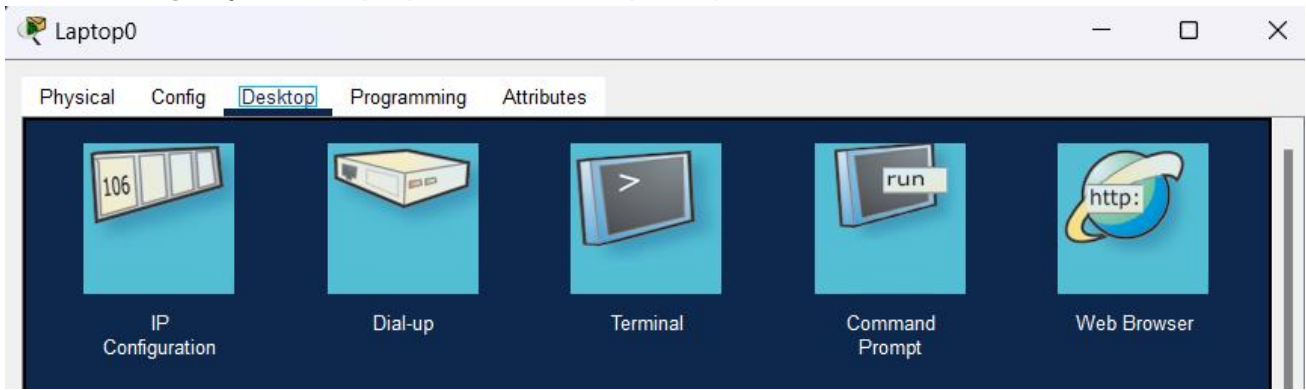 Laptop0
Physical Config Desktop Programming Attributes
106
>
run
http:
IP
Configuration
Dial-up
Terminal
Command
Prompt
Web Browser